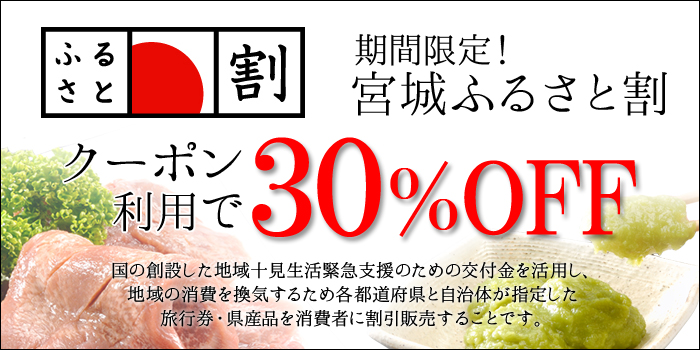 ふる
さと
割
期間限定!
宮城ふるさと割
クーポン
利用で
30%OFF
国の創設した地域十見生活緊急支援のための交付金を活用し、
地域の消費を換気するため各都道府県と自治体が指定した
旅行券・県産品を消費者に割引販売することです。